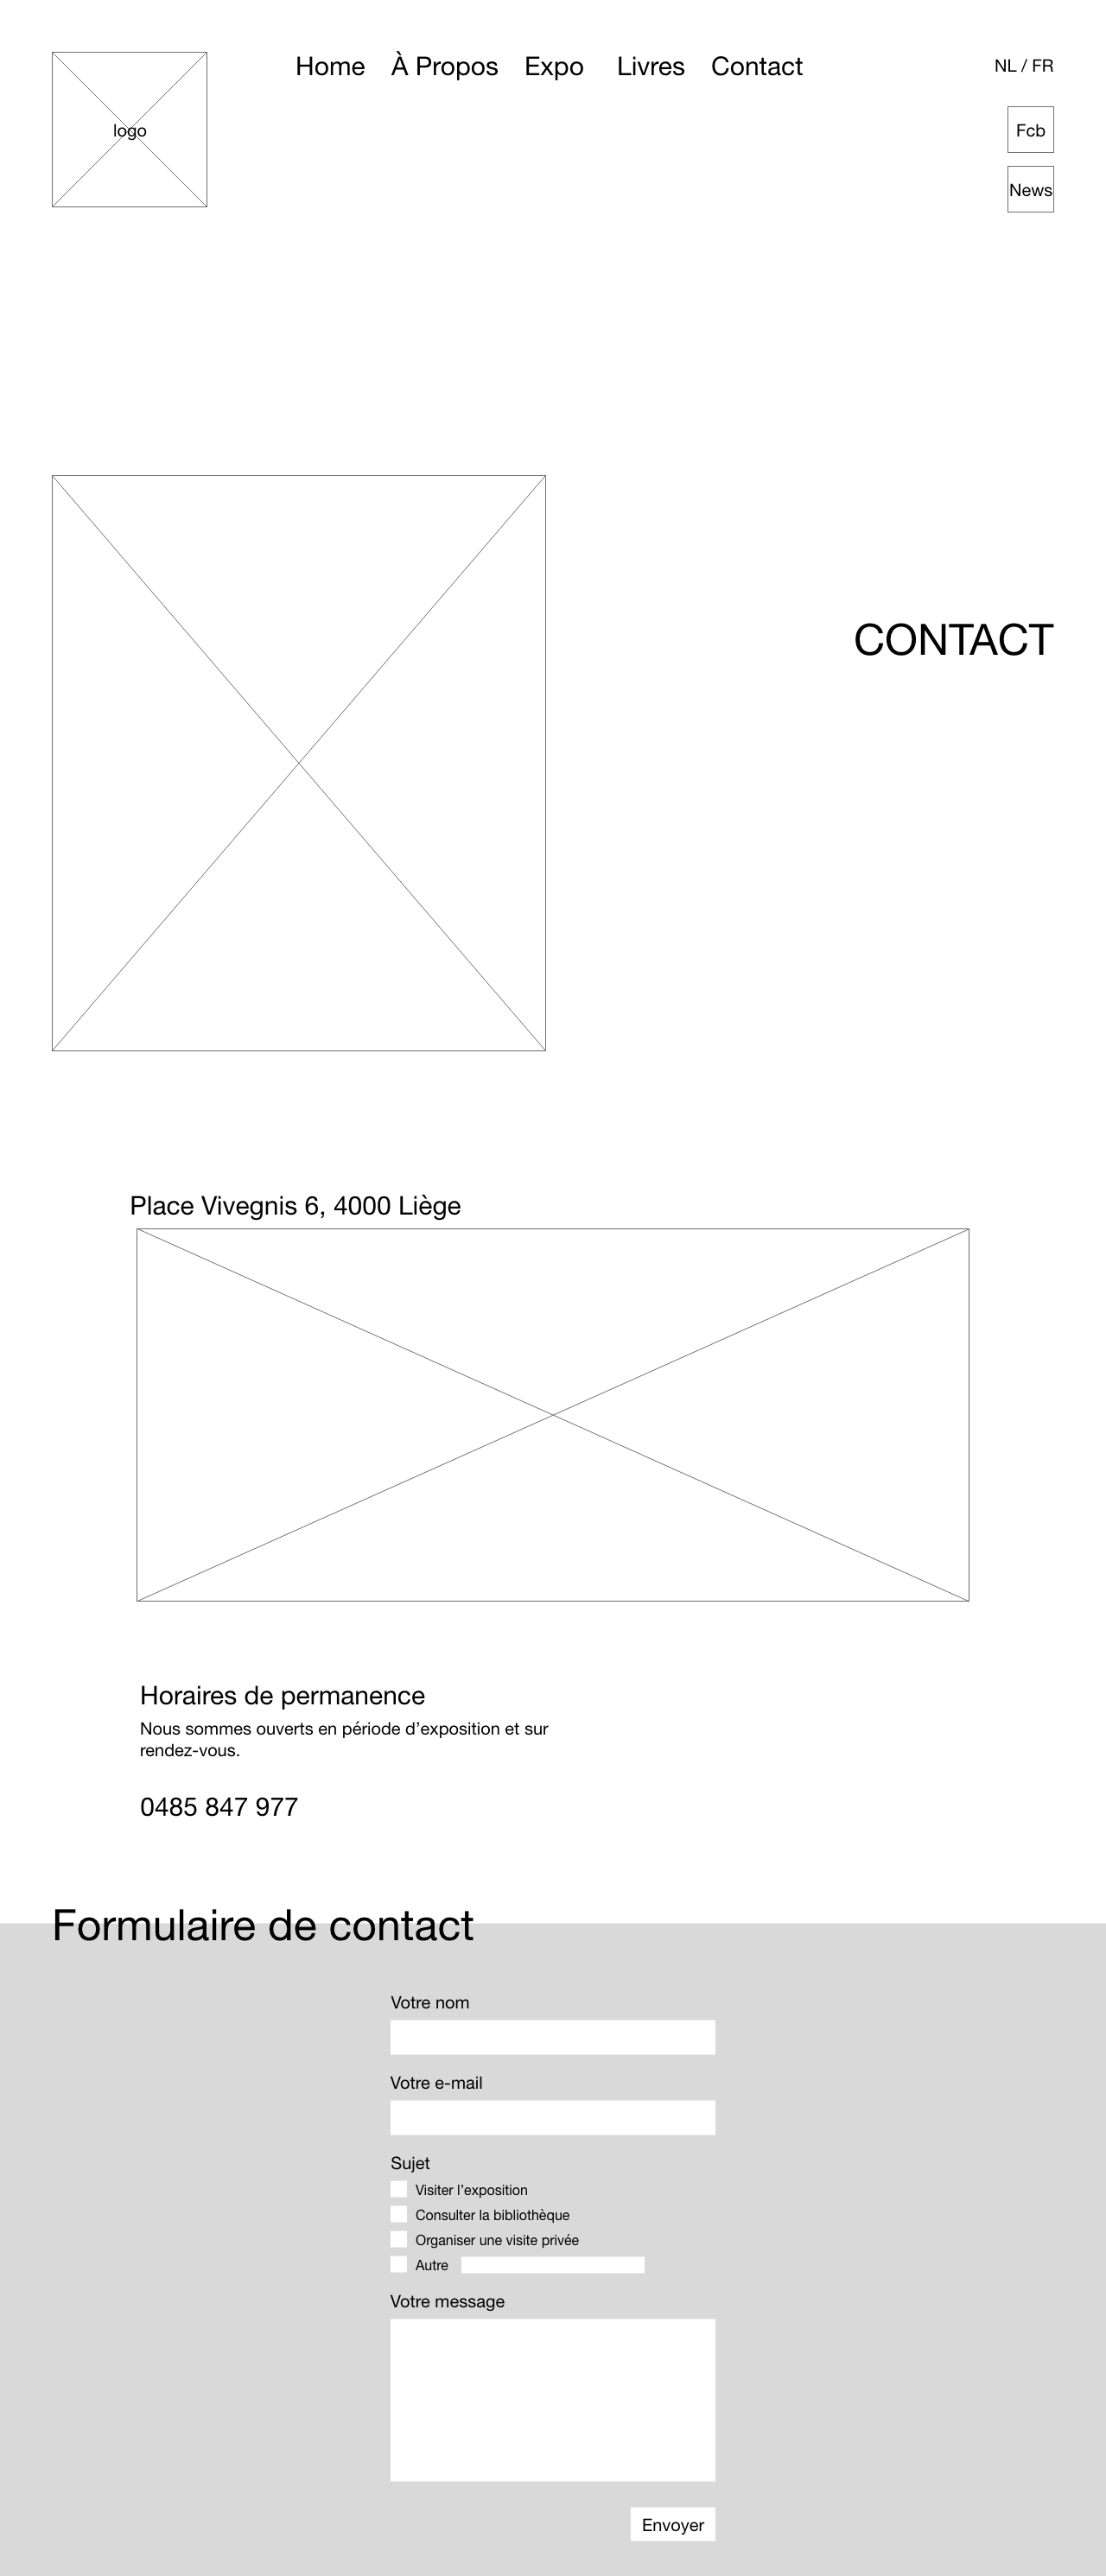 Home À Propos Expo Livres Contact
NL / FR
logo
Fcb
News
CONTACT
Place Vivegnis 6, 4000 Liège
Horaires de permanence
Nous sommes ouverts en période d’exposition et sur
rendez-vous.
0485 847 977
Formulaire de contact
Votre nom
Votre e-mail
Sujet
Visiter l’exposition
Consulter la bibliothèque
Organiser une visite privée
Autre
Votre message
Envoyer